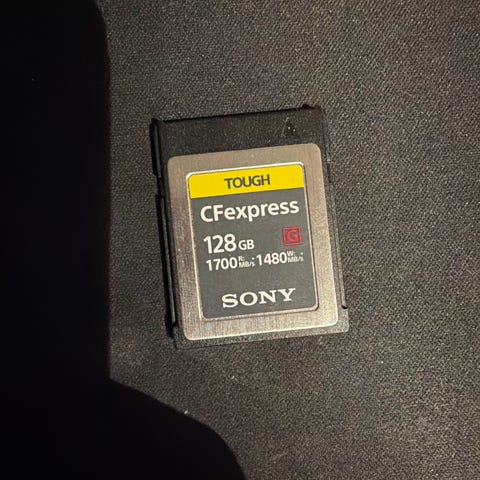 TOUGH
CFexpress
128 GB G
1700 R: MB/s* 1480 W: MB/s*
SONY